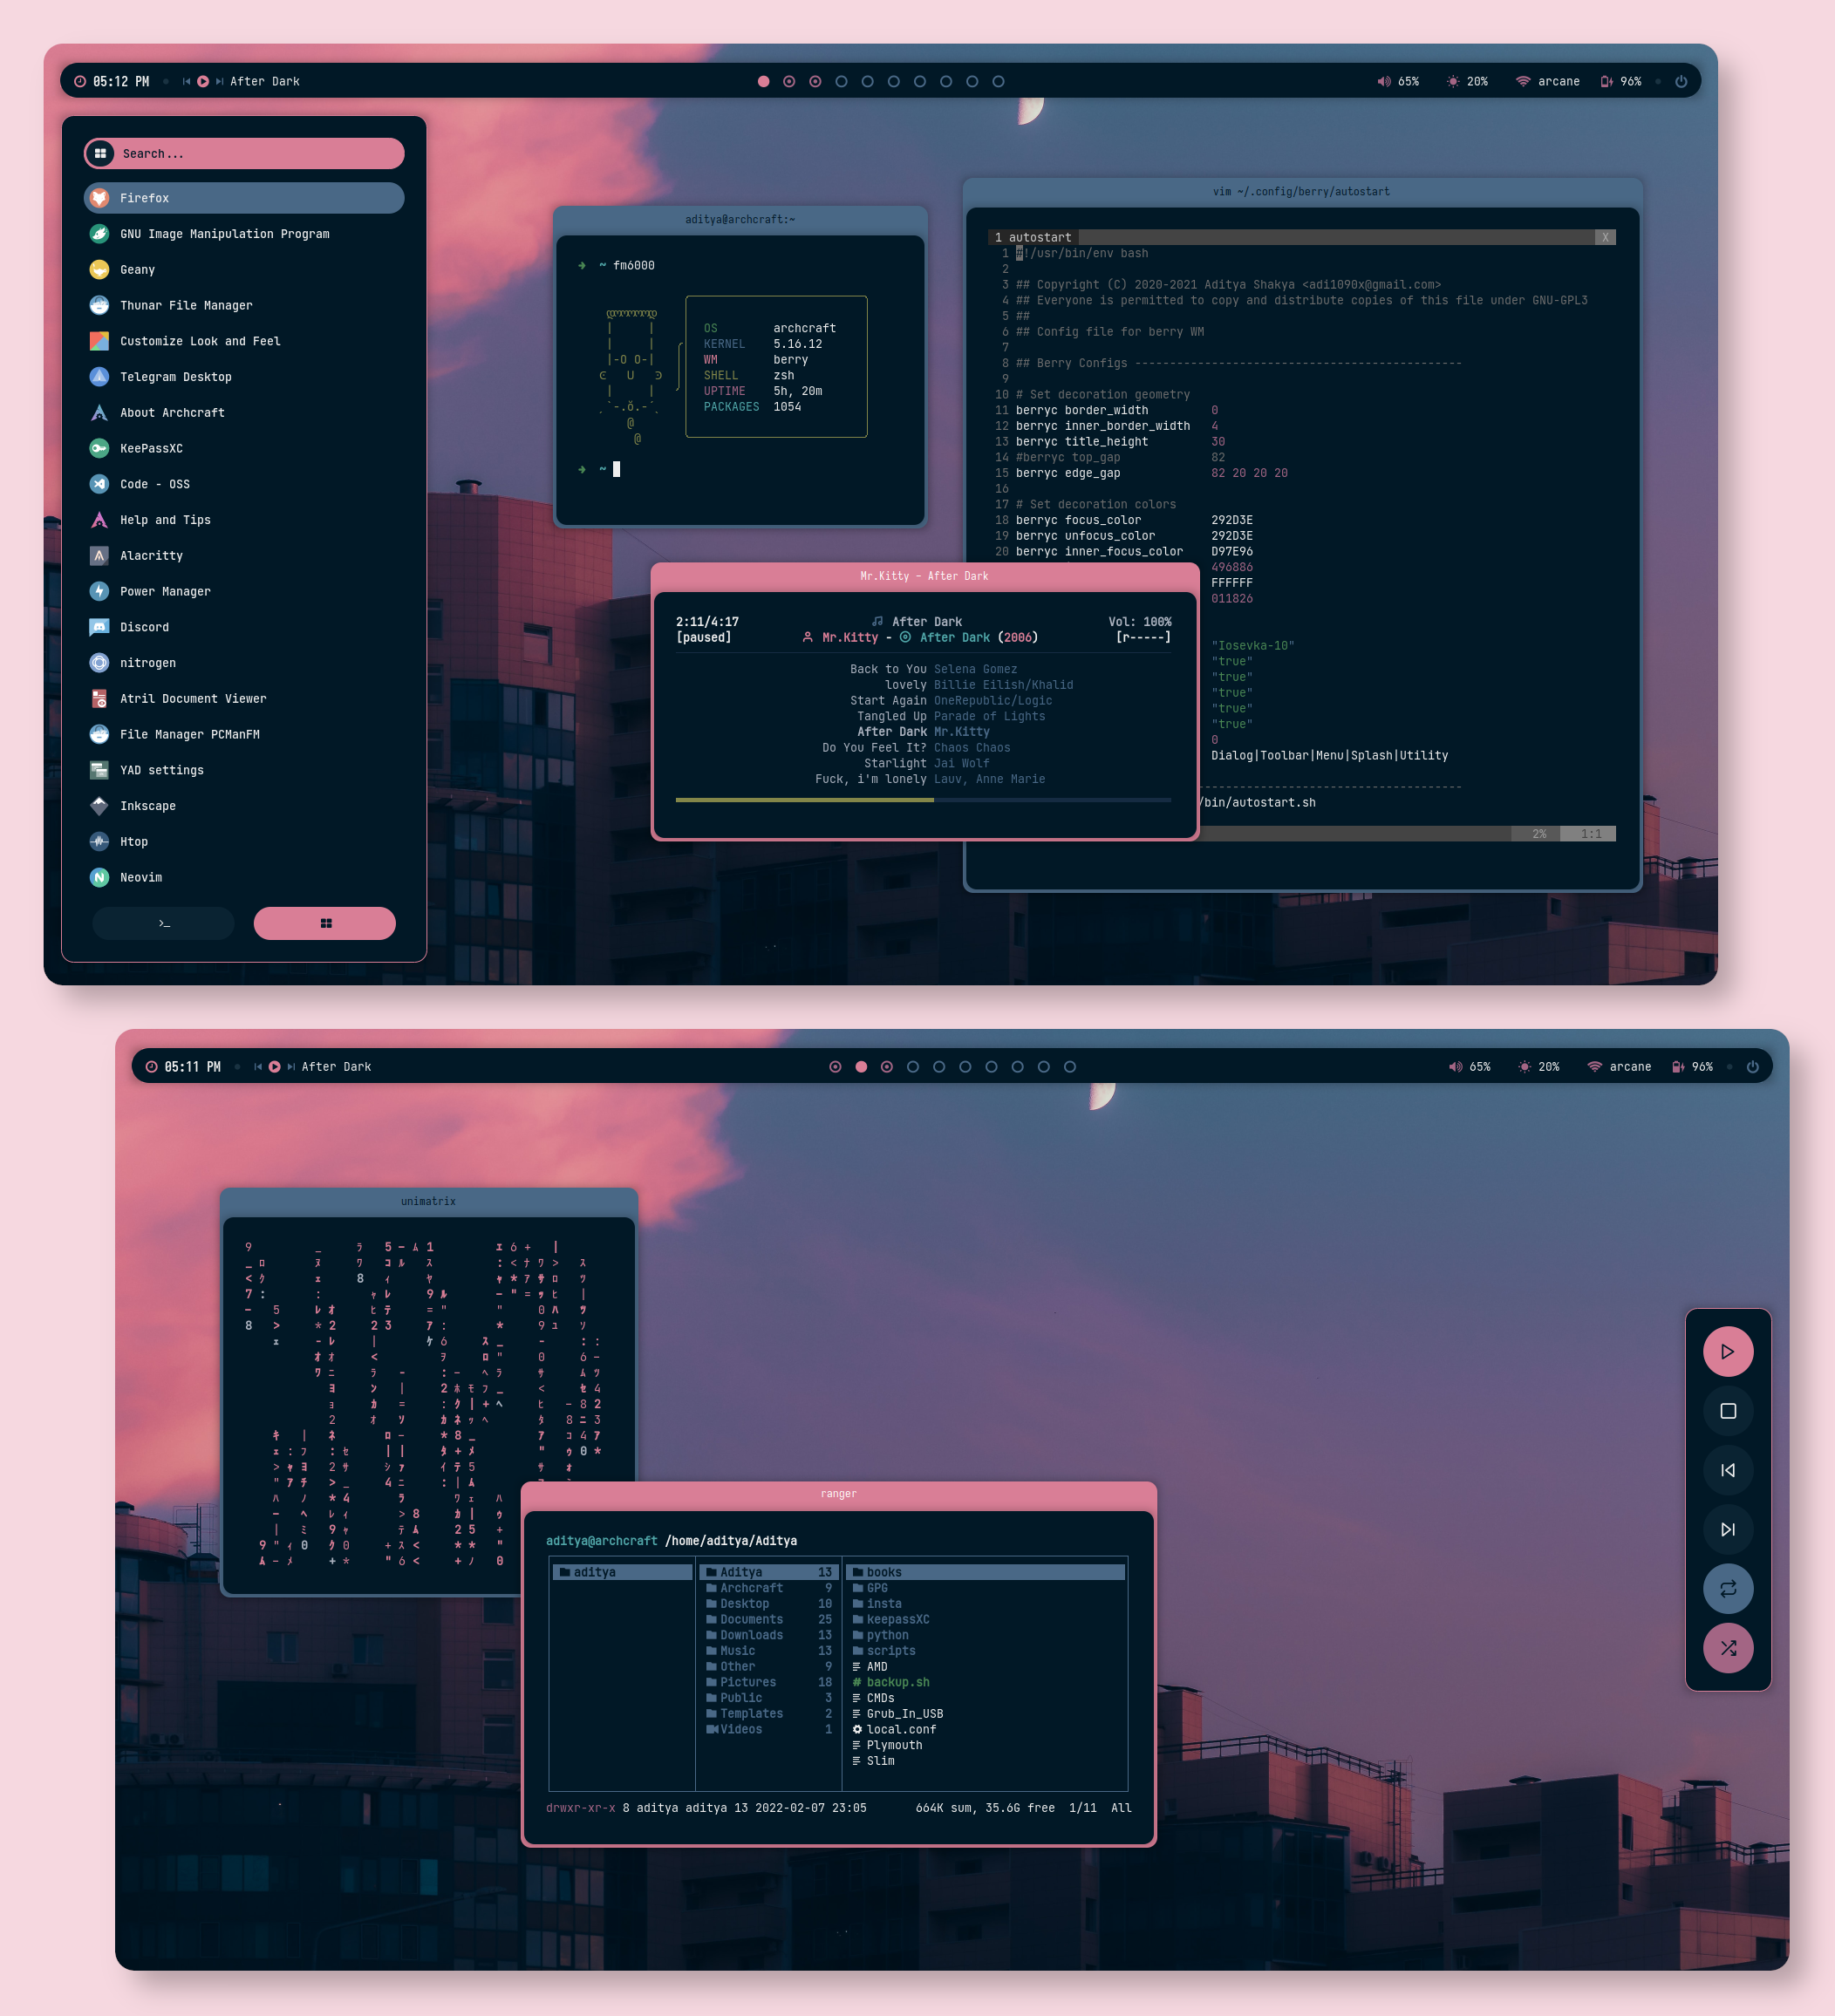 05:12 PM After Dark 65% 20% arcane 96%
Search...
Firefox
GNU Image Manipulation Program
Geany
Thunar File Manager
Customize Look and Feel
Telegram Desktop
About Archcraft
KeePassXC
Code - OSS
Help and Tips
Alacritty
Power Manager
Discord
nitrogen
Atril Document Viewer
File Manager PCManFM
YAD settings
Inkscape
Htop
Neovim
>_
aditya@archcraft:~
~ fm6000
OS archcraft
KERNEL 5.16.12
WM berry
SHELL zsh
UPTIME 5h, 20m
PACKAGES 1054
~
vim ~/.config/berry/autostart
1 autostart X
1 #!/usr/bin/env bash
2
3 ## Copyright (C) 2020-2021 Aditya Shakya <adi1090x@gmail.com>
4 ## Everyone is permitted to copy and distribute copies of this file under GNU-GPL3
5 ##
6 ## Config file for berry WM
7
8 ## Berry Configs -----------------------------------------------
9
10 # Set decoration geometry
11 berryc border_width 0
12 berryc inner_border_width 4
13 berryc title_height 30
14 #berryc top_gap 82
15 berryc edge_gap 82 20 20 20
16
17 # Set decoration colors
18 berryc focus_color 292D3E
19 berryc unfocus_color 292D3E
20 berryc inner_focus_color D97E96
496886
FFFFFF
011826
"Iosevka-10"
"true"
"true"
"true"
"true"
"true"
0
Dialog|Toolbar|Menu|Splash|Utility
/bin/autostart.sh
2% 1:1
Mr.Kitty - After Dark
2:11/4:17 After Dark Vol: 100%
[paused] Mr.Kitty - After Dark (2006) [r-----]
Back to You Selena Gomez
lovely Billie Eilish/Khalid
Start Again OneRepublic/Logic
Tangled Up Parade of Lights
After Dark Mr.Kitty
Do You Feel It? Chaos Chaos
Starlight Jai Wolf
Fuck, i'm lonely Lauv, Anne Marie
05:11 PM After Dark 65% 20% arcane 96%
unimatrix
ranger
aditya@archcraft /home/aditya/Aditya
aditya Aditya 13 books
Archcraft 9 GPG
Desktop 10 insta
Documents 25 keepassXC
Downloads 13 python
Music 13 scripts
Other 9 AMD
Pictures 18 backup.sh
Public 3 CMDs
Templates 2 Grub_In_USB
Videos 1 local.conf
Plymouth
Slim
drwxr-xr-x 8 aditya aditya 13 2022-02-07 23:05 664K sum, 35.6G free 1/11 All